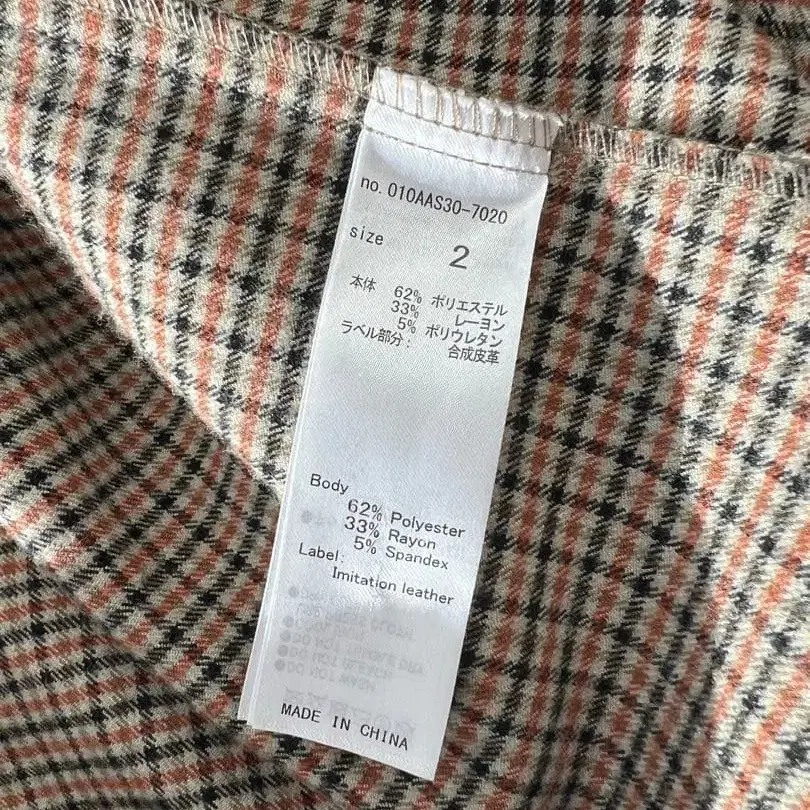 no. 010AAS30-7020
size 2
本体 62% ポリエステル
33% レーヨン
5% ポリウレタン
ラベル部分: 合成皮革
Body
62% Polyester
33% Rayon
5% Spandex
Label:
Imitation leather
MADE IN CHINA